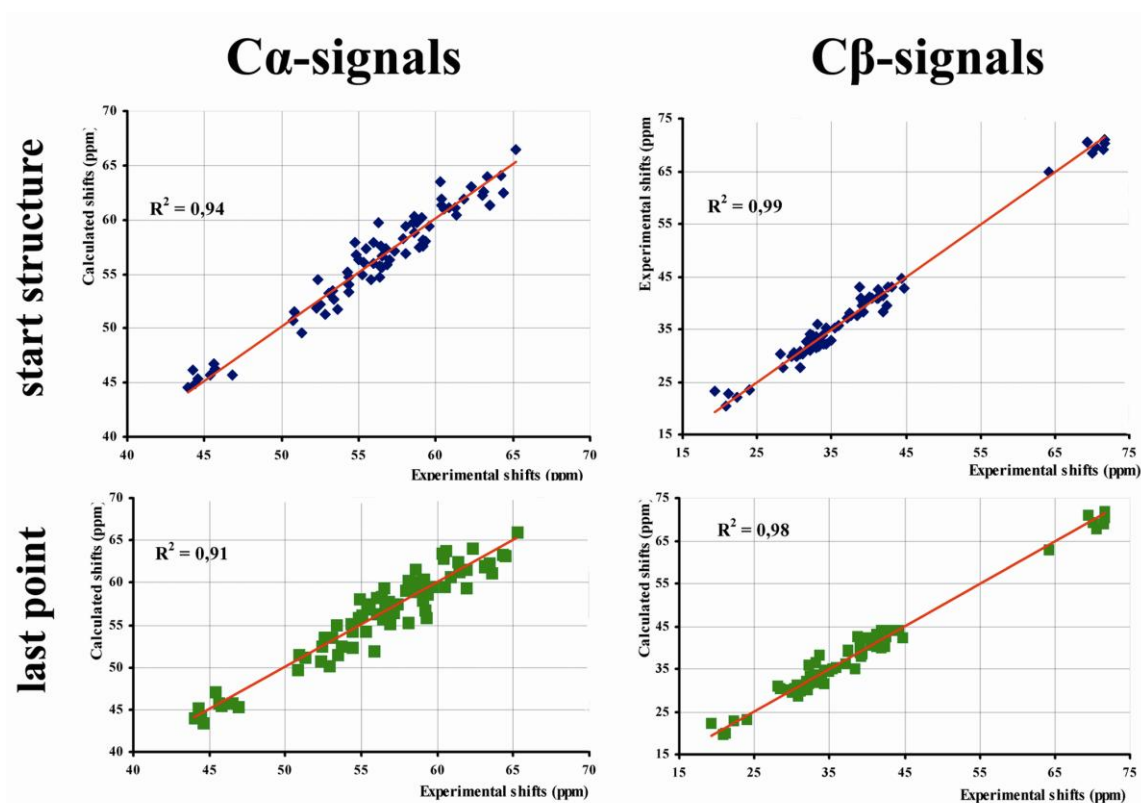 Cα-signals
Cβ-signals
start structure
last point
Calculated shifts (ppm)
70
65
60
55
50
45
40
R² = 0,94
40 45 50 55 60 65 70
Experimental shifts (ppm)
Experimental shifts (ppm)
75
65
55
45
35
25
15
R² = 0,99
15 25 35 45 55 65 75
Experimental shifts (ppm)
Calculated shifts (ppm)
70
65
60
55
50
45
40
R² = 0,91
40 45 50 55 60 65 70
Experimental shifts (ppm)
Calculated shifts (ppm)
75
65
55
45
35
25
15
R² = 0,98
15 25 35 45 55 65 75
Experimental shifts (ppm)